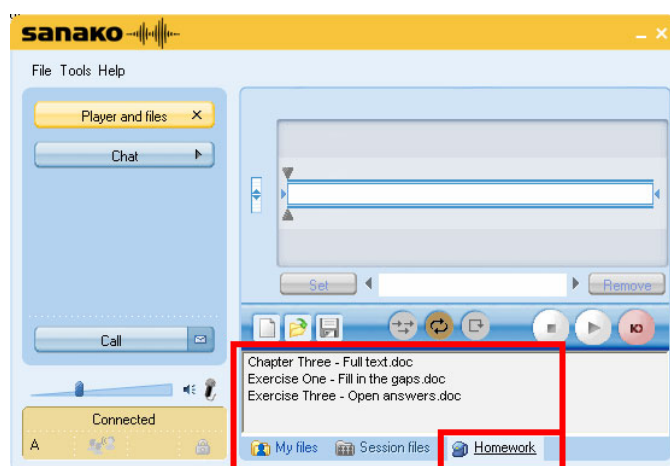 sanako
File Tools Help
Player and files
Chat
Call
Connected
A
Set
Remove
Chapter Three - Full text.doc
Exercise One - Fill in the gaps.doc
Exercise Three - Open answers.doc
My files Session files Homework